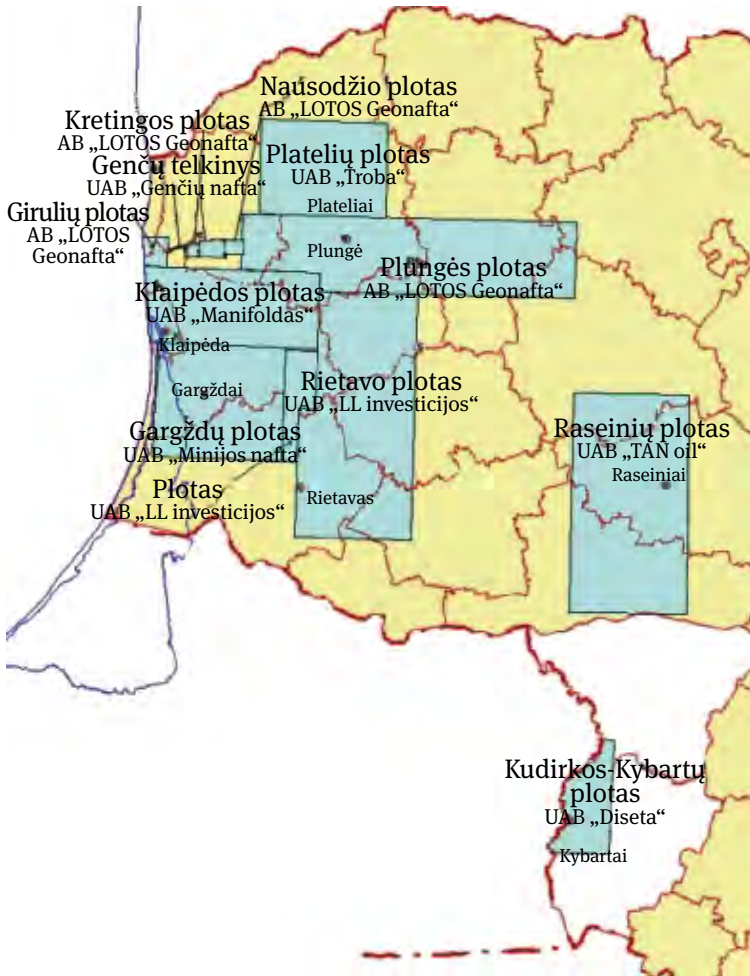 Nausodžio plotas
AB „LOTOS Geonafta“
Kretingos plotas
AB „LOTOS Geonafta“
Genčų telkinys
UAB „Genčių nafta“
Platelių plotas
UAB „Troba“
Plateliai
Girulių plotas
AB „LOTOS
Geonafta“
Plungė
Plungės plotas
AB „LOTOS Geonafta“
Klaipėdos plotas
UAB „Manifoldas“
Klaipėda
Gargždai
Rietavo plotas
UAB „LL investicijos“
Gargždų plotas
UAB „Minijos nafta“
Raseinių plotas
UAB „TAN oil“
Raseiniai
Plotas
UAB „LL investicijos“
Rietavas
Kudirkos-Kybartų
plotas
UAB „Diseta“
Kybartai